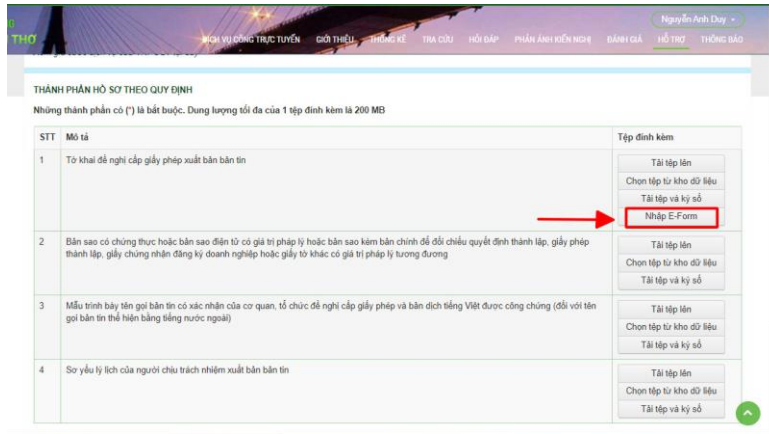 Nguyễn Anh Duy
THƠ
DỊCH VỤ CÔNG TRỰC TUYẾN GIỚI THIỆU THỐNG KÊ TRA CỨU HỎI ĐÁP PHẢN ÁNH KIẾN NGHỊ ĐÁNH GIÁ HỖ TRỢ THÔNG BÁO
THÀNH PHẦN HỒ SƠ THEO QUY ĐỊNH
Những thành phần có (*) là bắt buộc. Dung lượng tối đa của 1 tệp đính kèm là 200 MB
STT Mô tả Tệp đính kèm
1 Tờ khai đề nghị cấp giấy phép xuất bản bản tin Tải tệp lên
Chọn tệp từ kho dữ liệu
Tải tệp và ký số
Nhập E-Form
2 Bản sao có chứng thực hoặc bản sao điện tử có giá trị pháp lý hoặc bản sao kèm bản chính để đối chiếu quyết định thành lập, giấy phép Tải tệp lên
thành lập, giấy chứng nhận đăng ký doanh nghiệp hoặc giấy tờ khác có giá trị pháp lý tương đương Chọn tệp từ kho dữ liệu
Tải tệp và ký số
3 Mẫu trình bày tên gọi bản tin có xác nhận của cơ quan, tổ chức đề nghị cấp giấy phép và bản dịch tiếng Việt được công chứng (đối với tên Tải tệp lên
gọi bản tin thể hiện bằng tiếng nước ngoài) Chọn tệp từ kho dữ liệu
Tải tệp và ký số
4 Sơ yếu lý lịch của người chịu trách nhiệm xuất bản bản tin Tải tệp lên
Chọn tệp từ kho dữ liệu
Tải tệp và ký số